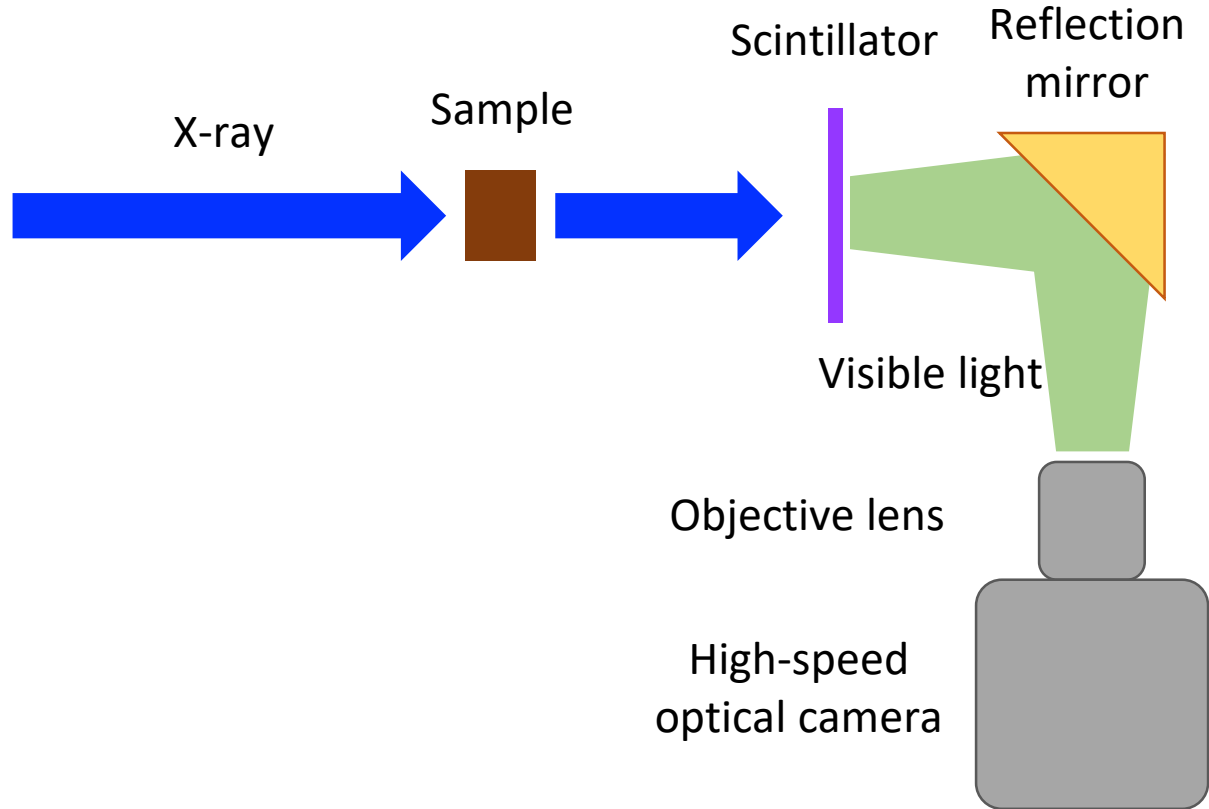 X-ray
Sample
Scintillator
Reflection
mirror
Visible light
Objective lens
High-speed
optical camera